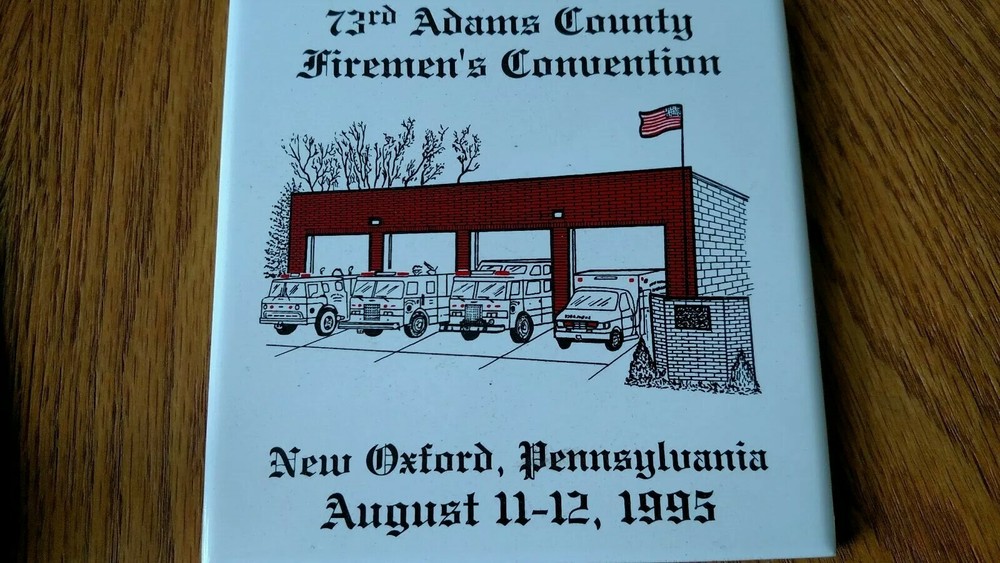 73rd Adams County
Firemen's Convention
New Oxford, Pennsylvania
August 11-12, 1995